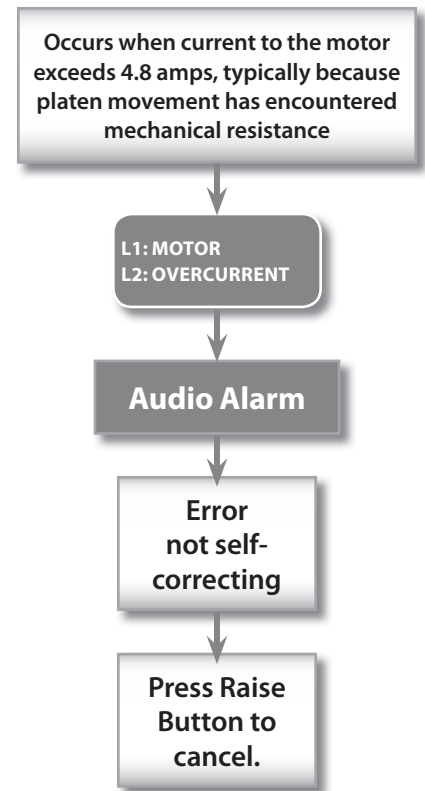 Occurs when current to the motor
exceeds 4.8 amps, typically because
platen movement has encountered
mechanical resistance
L1: MOTOR
L2: OVERCURRENT
Audio Alarm
Error
not self-
correcting
Press Raise
Button to
cancel.